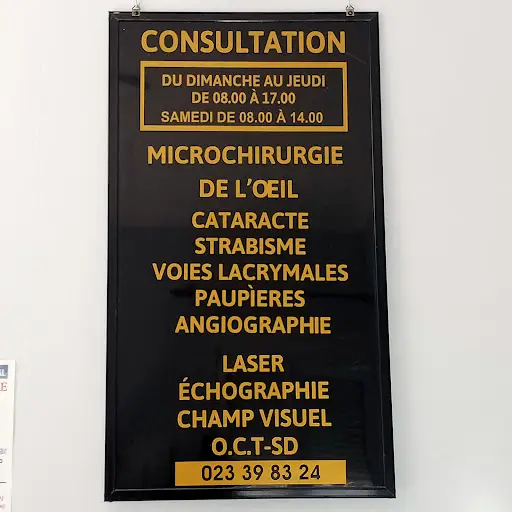 CONSULTATION
DU DIMANCHE AU JEUDI
DE 08.00 À 17.00
SAMEDI DE 08.00 À 14.00
MICROCHIRURGIE
DE L'ŒIL
CATARACTE
STRABISME
VOIES LACRYMALES
PAUPÌERES
ANGIOGRAPHIE
LASER
ÉCHOGRAPHIE
CHAMP VISUEL
O.C.T-SD
023 39 83 24